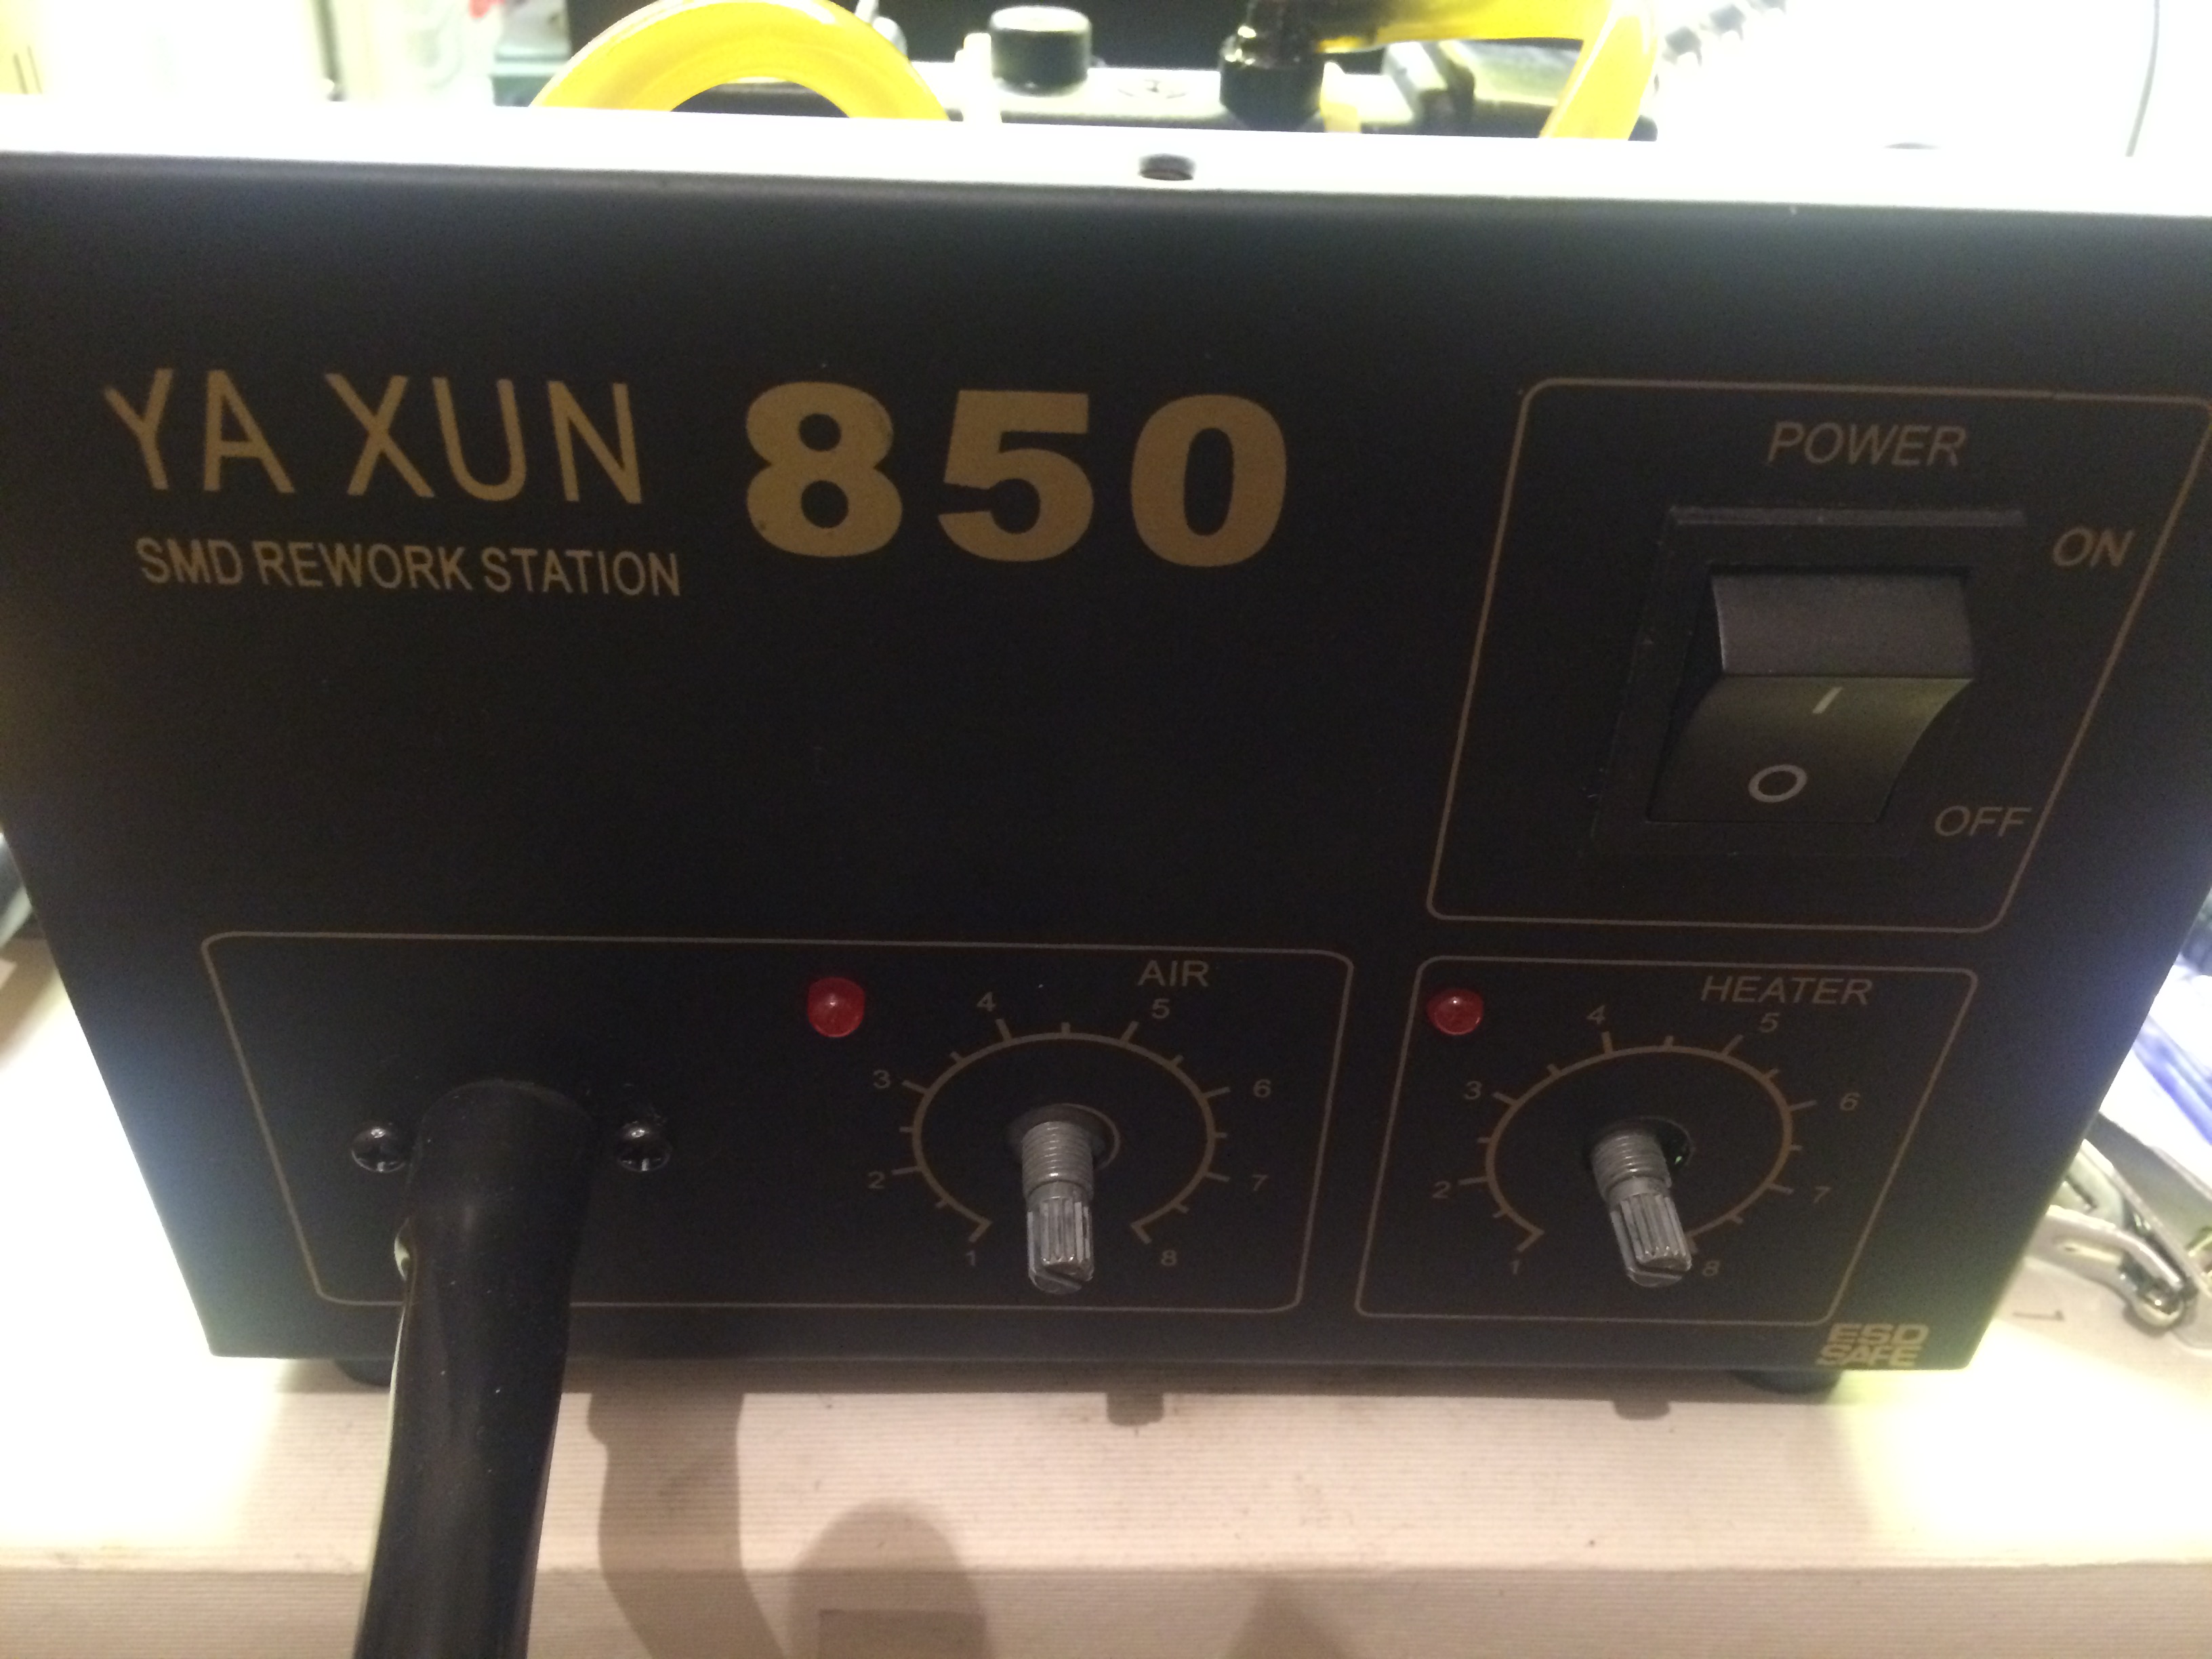 YA XUN 850
SMD REWORK STATION
POWER
ON
I
O
OFF
AIR
1 2 3 4 5 6 7 8
HEATER
1 2 3 4 5 6 7 8
ESD
SAFE